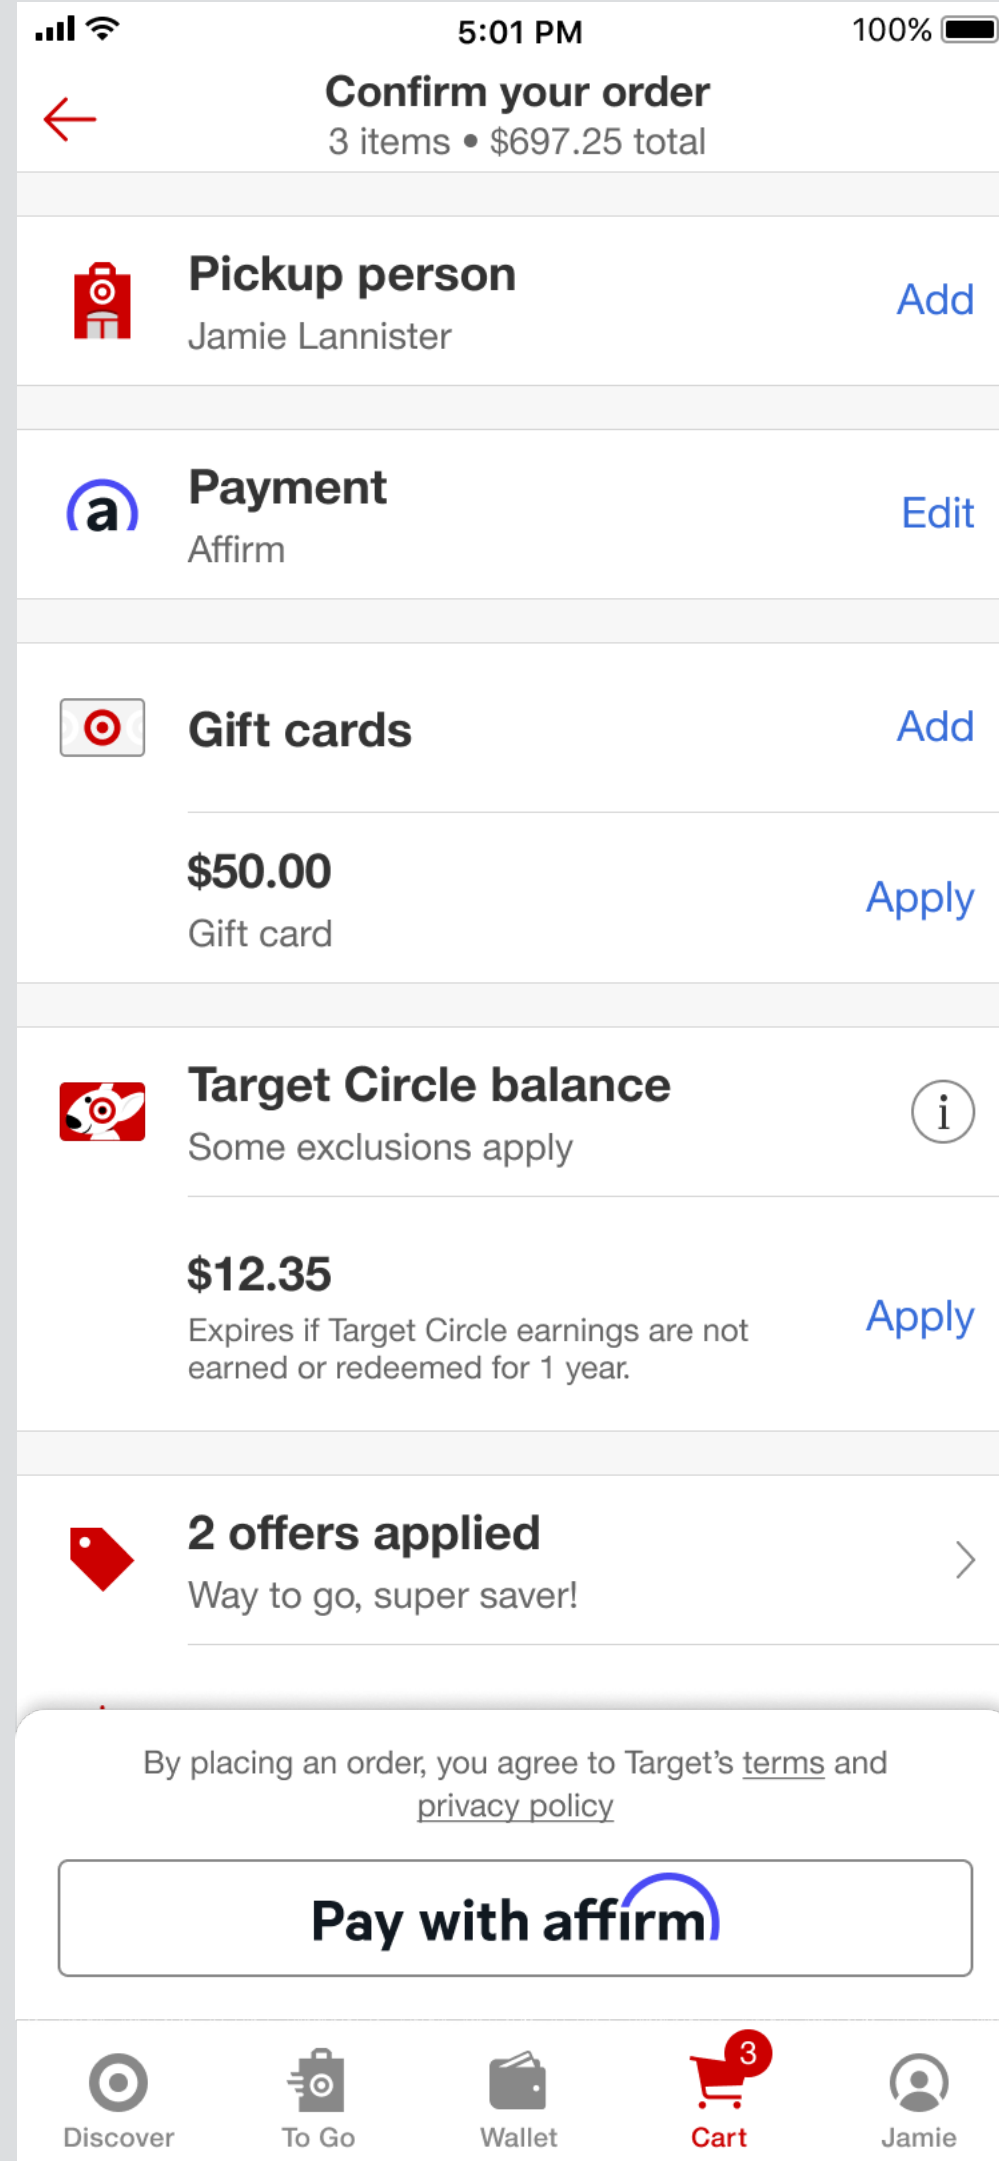 5:01 PM
100%
Confirm your order
3 items • $697.25 total
Pickup person
Jamie Lannister
Add
Payment
Affirm
Edit
Gift cards
Add
$50.00
Gift card
Apply
Target Circle balance
Some exclusions apply
i
$12.35
Expires if Target Circle earnings are not
earned or redeemed for 1 year.
Apply
2 offers applied
Way to go, super saver!
By placing an order, you agree to Target’s terms and
privacy policy
Pay with affirm
3
Discover
To Go
Wallet
Cart
Jamie